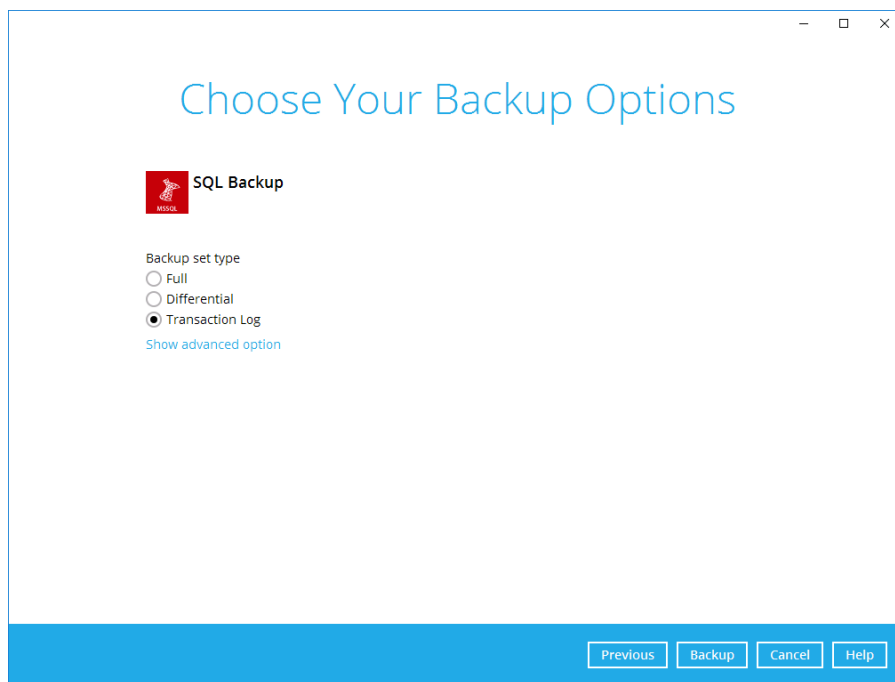 Choose Your Backup Options
MSSQL
SQL Backup
Backup set type
Full
Differential
Transaction Log
Show advanced option
Previous
Backup
Cancel
Help